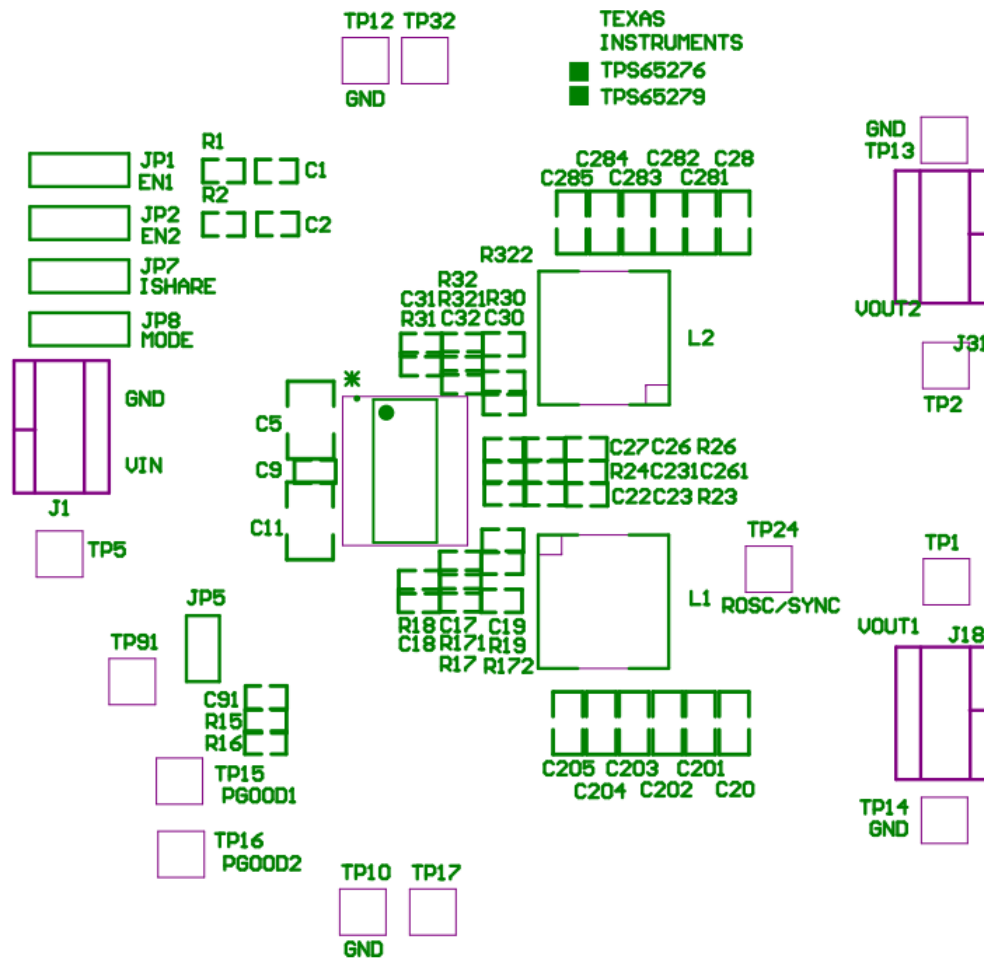 TP12 TP32
GND
TEXAS
INSTRUMENTS
TPS65276
TPS65279
GND
TP13
JP1
EN1
R1
C1
JP2
EN2
R2
C2
JP7
ISHARE
JP8
MODE
C284 C282 C28
C285 C283 C281
R322
R32
C31 R321 R30
R31 C32 C30
L2
VOUT2
J31
TP2
GND
VIN
J1
*
C5
C9
C11
C27 C26 R26
R24 C231 C261
C22 C23 R23
TP5
TP24
ROSC/SYNC
TP1
L1
VOUT1
J18
JP5
TP91
R18 C17 C19
C18 R171 R19
R17 R172
C91
R15
R16
TP15
PGOOD1
TP16
PGOOD2
C205 C203 C201
C204 C202 C20
TP14
GND
TP10 TP17
GND